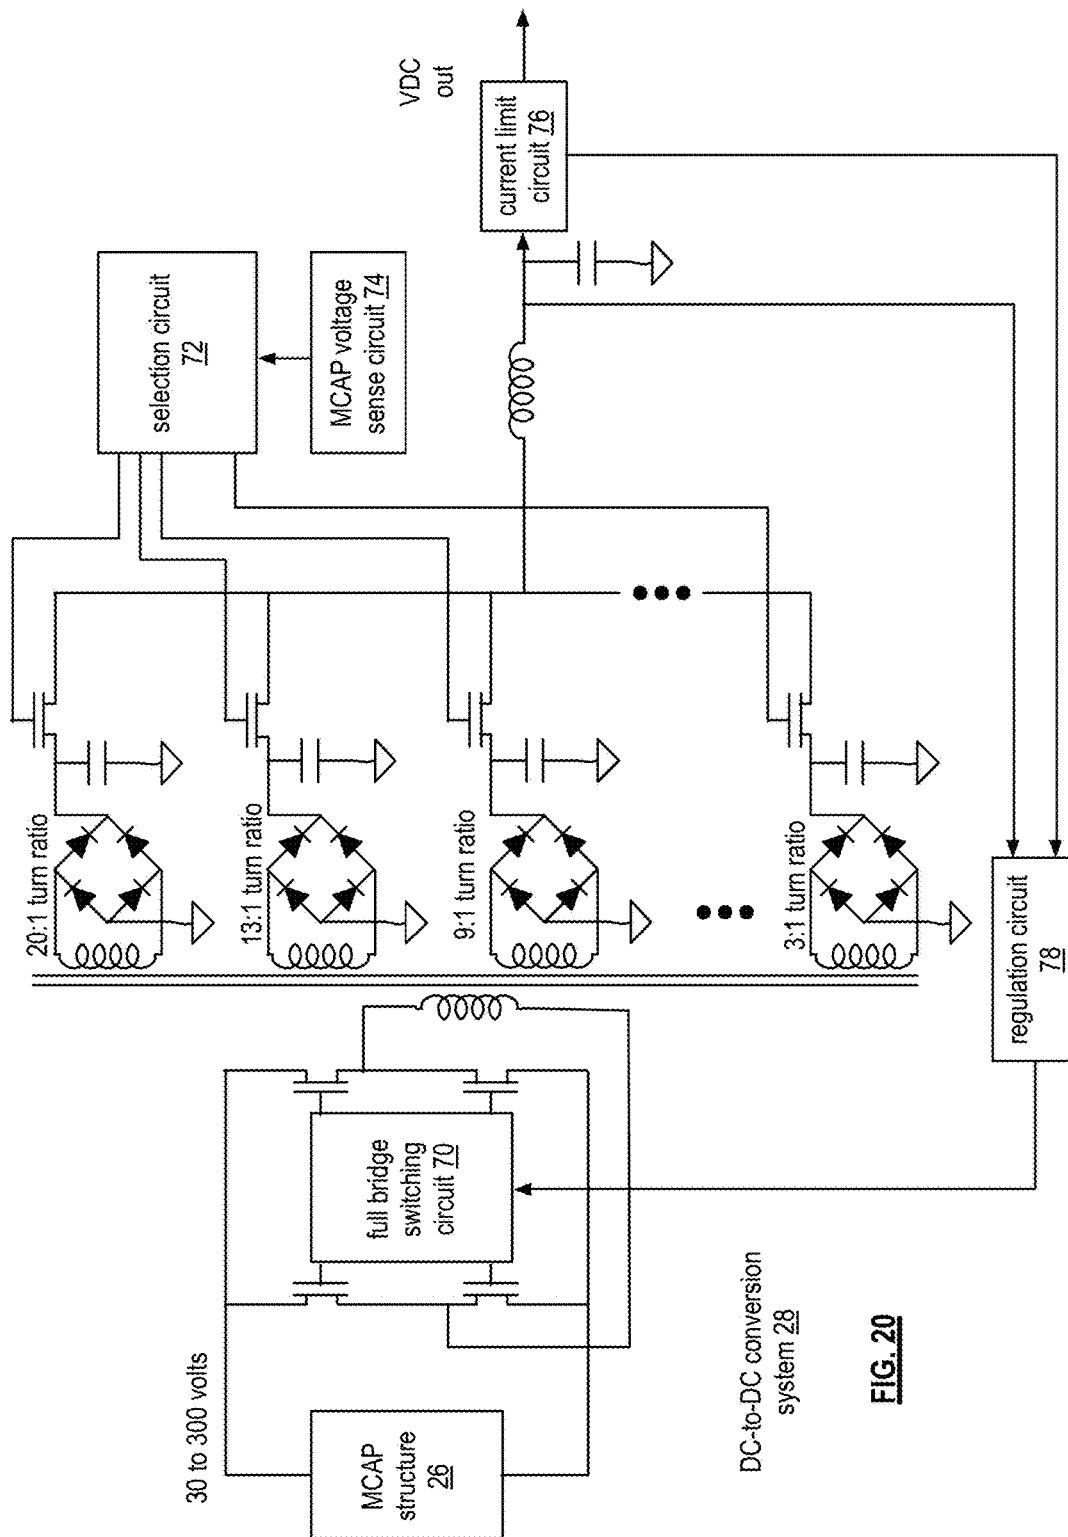 30 to 300 volts
MCAP
structure
26
full bridge
switching
circuit 70
20:1 turn ratio
13:1 turn ratio
9:1 turn ratio
3:1 turn ratio
selection circuit
72
MCAP voltage
sense circuit 74
current limit
circuit 76
VDC
out
regulation circuit
78
DC-to-DC conversion
system 28
FIG. 20